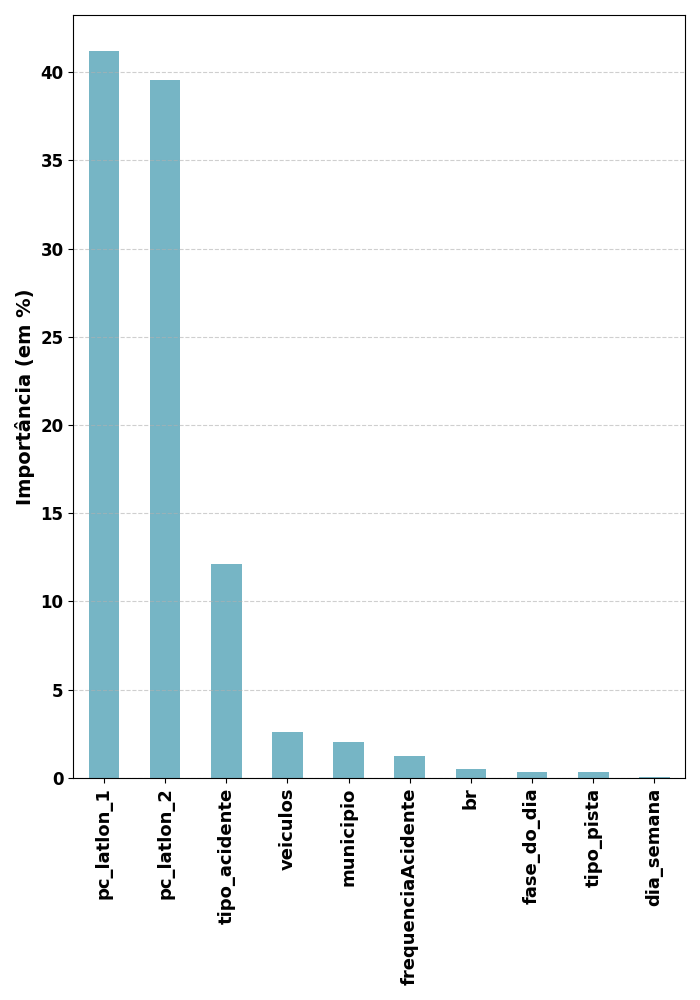 Importância (em %)
40
35
30
25
20
15
10
5
0
pc_latlon_1
pc_latlon_2
tipo_acidente
veiculos
municipio
frequenciaAcidente
br
fase_do_dia
tipo_pista
dia_semana